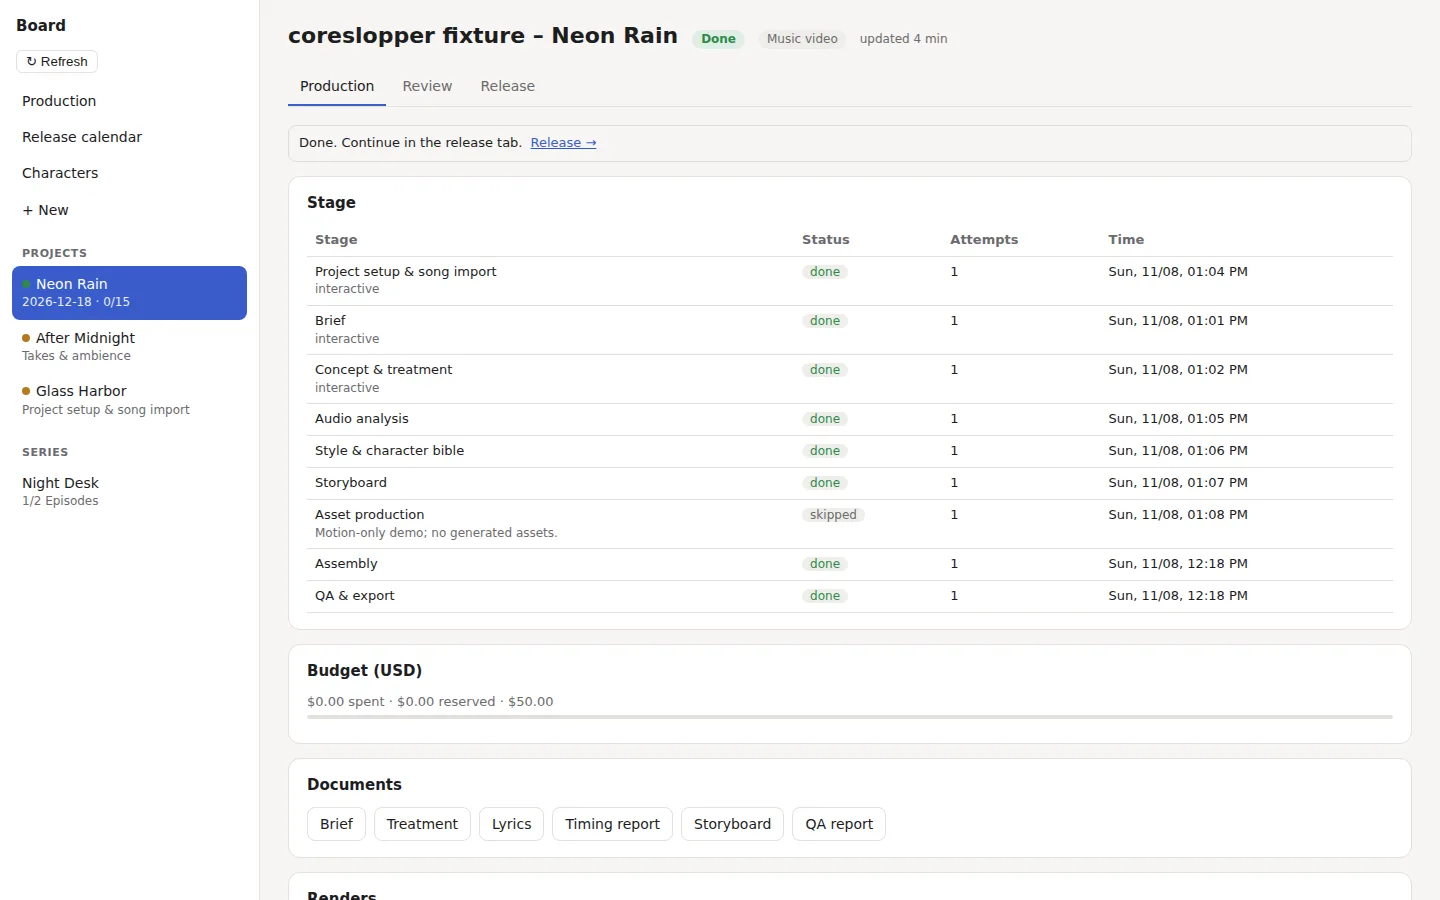 Board
↻ Refresh
Production
Release calendar
Characters
+ New
PROJECTS
Neon Rain
2026-12-18 · 0/15
After Midnight
Takes & ambience
Glass Harbor
Project setup & song import
SERIES
Night Desk
1/2 Episodes
coreslopper fixture – Neon Rain Done Music video updated 4 min
Production Review Release
Done. Continue in the release tab. Release →
Stage
Stage Status Attempts Time
Project setup & song import done 1 Sun, 11/08, 01:04 PM
interactive
Brief done 1 Sun, 11/08, 01:01 PM
interactive
Concept & treatment done 1 Sun, 11/08, 01:02 PM
interactive
Audio analysis done 1 Sun, 11/08, 01:05 PM
Style & character bible done 1 Sun, 11/08, 01:06 PM
Storyboard done 1 Sun, 11/08, 01:07 PM
Asset production skipped 1 Sun, 11/08, 01:08 PM
Motion-only demo; no generated assets.
Assembly done 1 Sun, 11/08, 12:18 PM
QA & export done 1 Sun, 11/08, 12:18 PM
Budget (USD)
$0.00 spent · $0.00 reserved · $50.00
Documents
Brief Treatment Lyrics Timing report Storyboard QA report
Renders